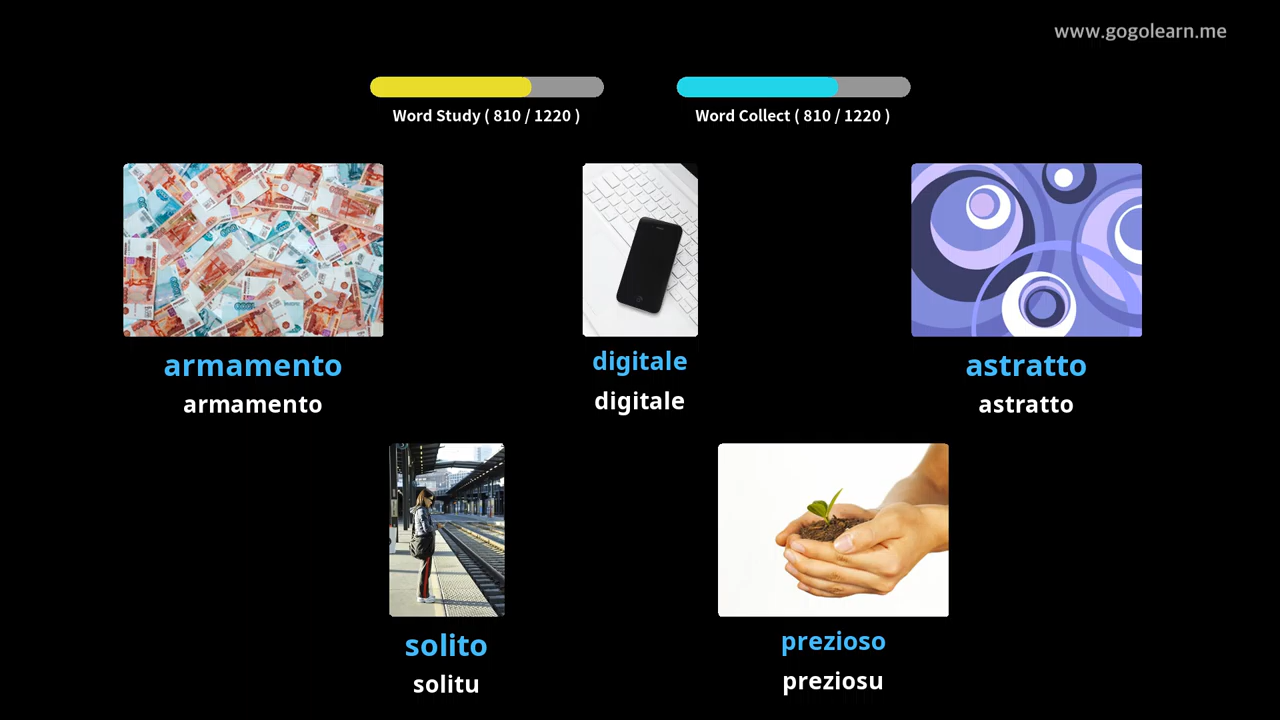 www.gogolearn.me
Word Study ( 810 / 1220 )
Word Collect ( 810 / 1220 )
armamento
armamento
digitale
digitale
astratto
astratto
solito
solitu
prezioso
preziosu